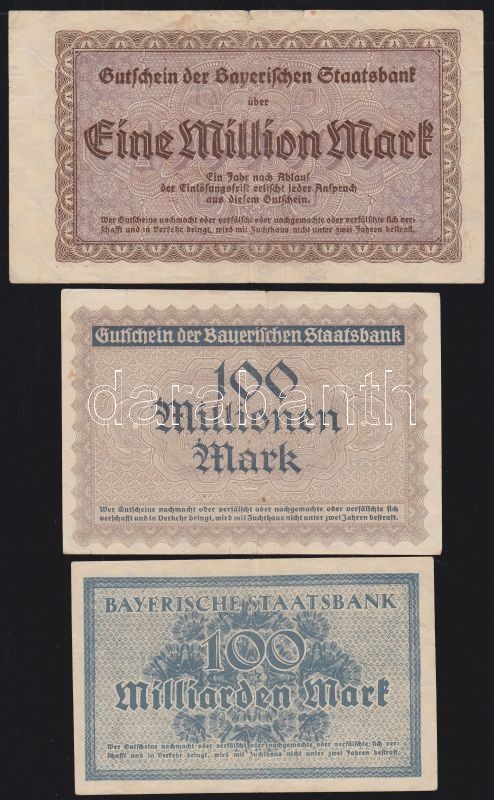 Gutschein der Bayerischen Staatsbank
über
Eine Million Mark
Ein Jahr nach Ablauf
der Einlösungsfrist erlischt jeder Anspruch
aus diesem Gutschein.
Wer Gutscheine nachmacht oder verfälscht oder nachgemachte oder verfälschte sich ver-
schafft und in Verkehr bringt, wird mit Zuchthaus nicht unter zwei Jahren bestraft.
Gutschein der Bayerischen Staatsbank
100
Millionen
Mark
darabanth
Wer Gutscheine nachmacht oder verfälscht oder nachgemachte oder verfälschte sich
verschafft und in Verkehr bringt, wird mit Zuchthaus nicht unter zwei Jahren bestraft.
BAYERISCHE STAATSBANK
100
Milliarden Mark
Wer Gutscheine nachmacht oder verfälscht oder nachgemachte oder verfälschte sich ver-
schafft und in Verkehr bringt, wird mit Zuchthaus nicht unter zwei Jahren bestraft.